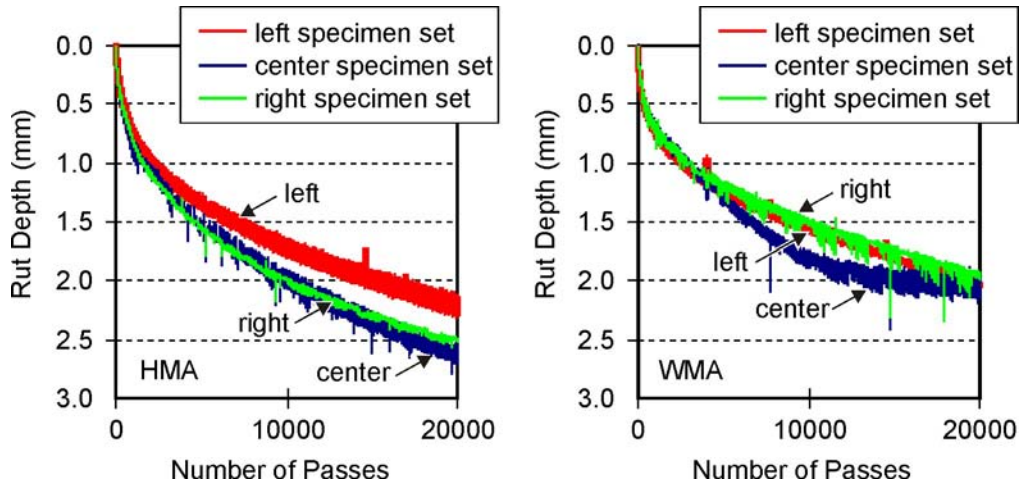 left specimen set
center specimen set
right specimen set
0.0
0.5
1.0
1.5
2.0
2.5
3.0
Rut Depth (mm)
left
right
center
HMA
0 10000 20000
Number of Passes
left specimen set
center specimen set
right specimen set
0.0
0.5
1.0
1.5
2.0
2.5
3.0
Rut Depth (mm)
right
left
center
WMA
0 10000 20000
Number of Passes